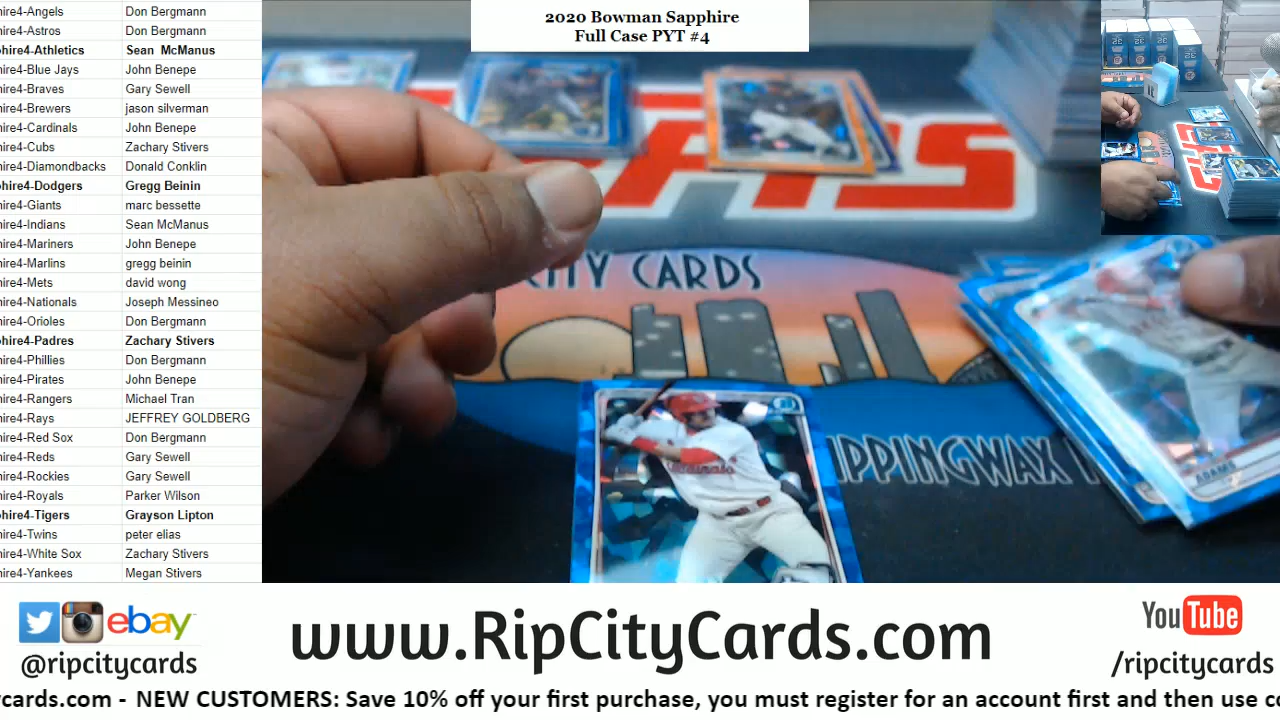 2020 Bowman Sapphire
Full Case PYT #4
hire4-Angels Don Bergmann
hire4-Astros Don Bergmann
hire4-Athletics Sean McManus
hire4-Blue Jays John Benepe
hire4-Braves Gary Sewell
hire4-Brewers jason silverman
hire4-Cardinals John Benepe
hire4-Cubs Zachary Stivers
hire4-Diamondbacks Donald Conklin
hire4-Dodgers Gregg Beinin
hire4-Giants marc bessette
hire4-Indians Sean McManus
hire4-Mariners John Benepe
hire4-Marlins gregg beinin
hire4-Mets david wong
hire4-Nationals Joseph Messineo
hire4-Orioles Don Bergmann
hire4-Padres Zachary Stivers
hire4-Phillies Don Bergmann
hire4-Pirates John Benepe
hire4-Rangers Michael Tran
hire4-Rays JEFFREY GOLDBERG
hire4-Red Sox Don Bergmann
hire4-Reds Gary Sewell
hire4-Rockies Gary Sewell
hire4-Royals Parker Wilson
hire4-Tigers Grayson Lipton
hire4-Twins peter elias
hire4-White Sox Zachary Stivers
hire4-Yankees Megan Stivers
ITY CARDS
Cardinals
ADAMS
IPPINGWAX
ebay
@ripcitycards
www.RipCityCards.com
YouTube
/ripcitycards
ycards.com - NEW CUSTOMERS: Save 10% off your first purchase, you must register for an account first and then use co